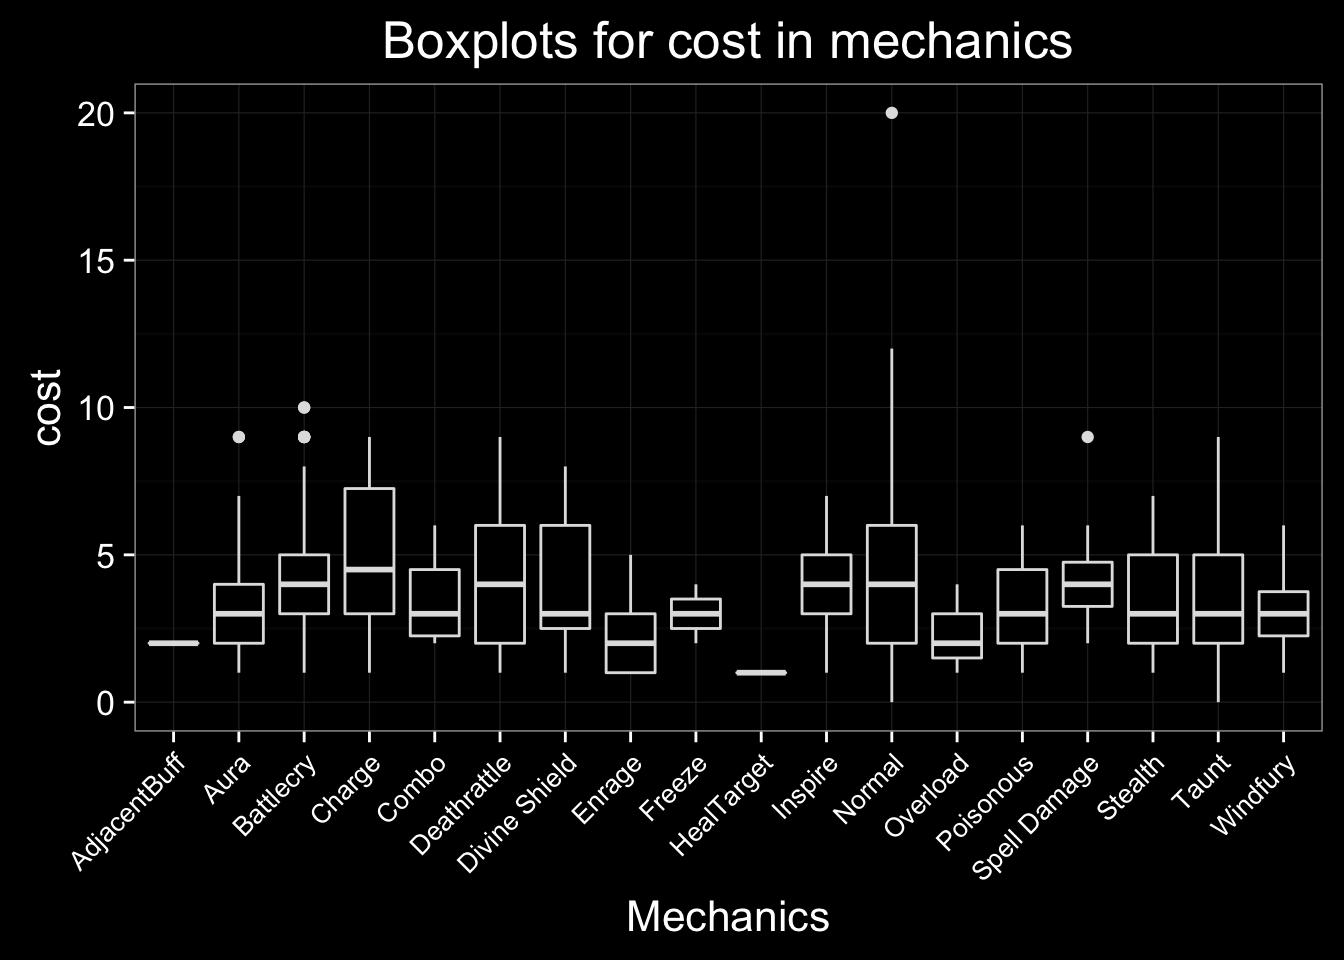 Boxplots for cost in mechanics
20
15
10
5
0
cost
AdjacentBuff
Aura
Battlecry
Charge
Combo
Deathrattle
Divine Shield
Enrage
Freeze
HealTarget
Inspire
Normal
Overload
Poisonous
Spell Damage
Stealth
Taunt
Windfury
Mechanics